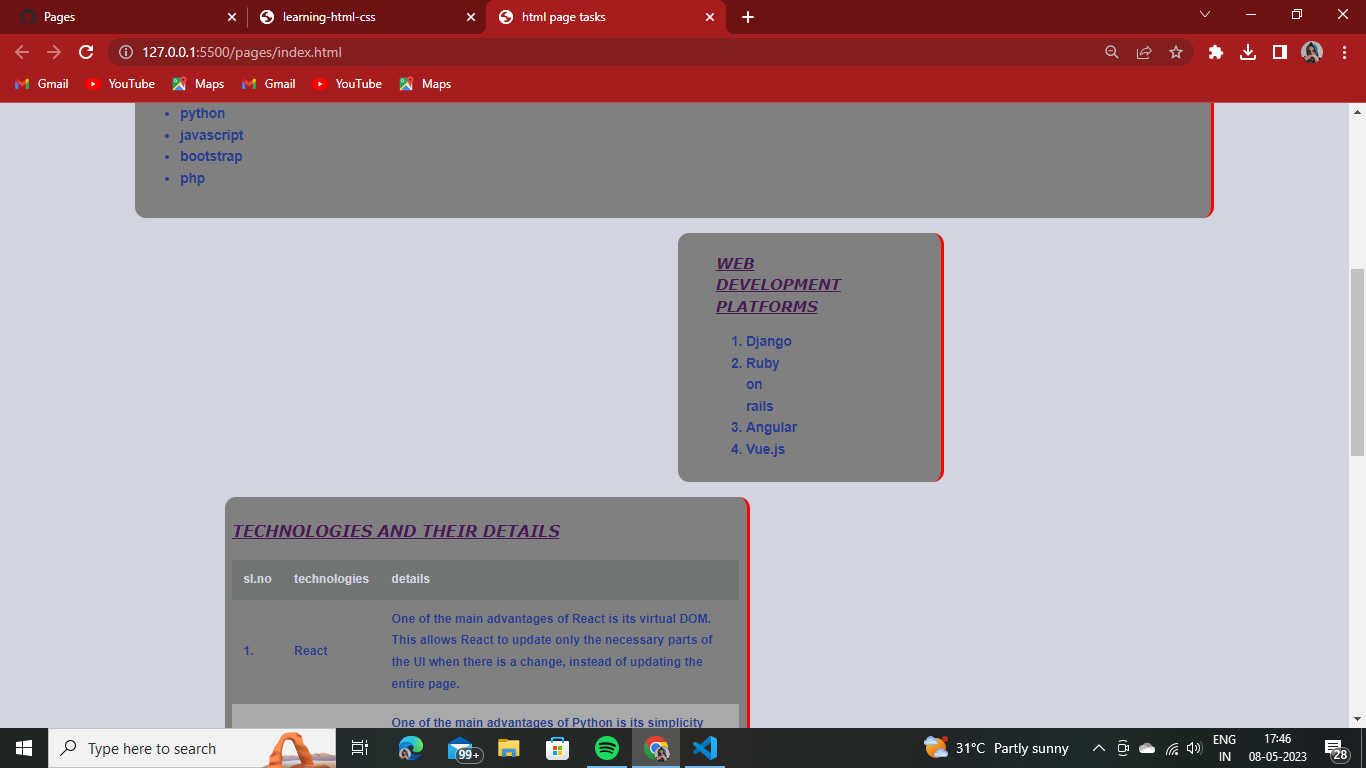 Pages
learning-html-css
html page tasks
127.0.0.1:5500/pages/index.html
Gmail
YouTube
Maps
Gmail
YouTube
Maps
python
javascript
bootstrap
php
WEB
DEVELOPMENT
PLATFORMS
1. Django
2. Ruby
on
rails
3. Angular
4. Vue.js
TECHNOLOGIES AND THEIR DETAILS
sl.no technologies details
One of the main advantages of React is its virtual DOM.
This allows React to update only the necessary parts of
1. React
the UI when there is a change, instead of updating the
entire page.
One of the main advantages of Python is its simplicity
Type here to search
99+
31°C Partly sunny
ENG
IN
17:46
08-05-2023
28